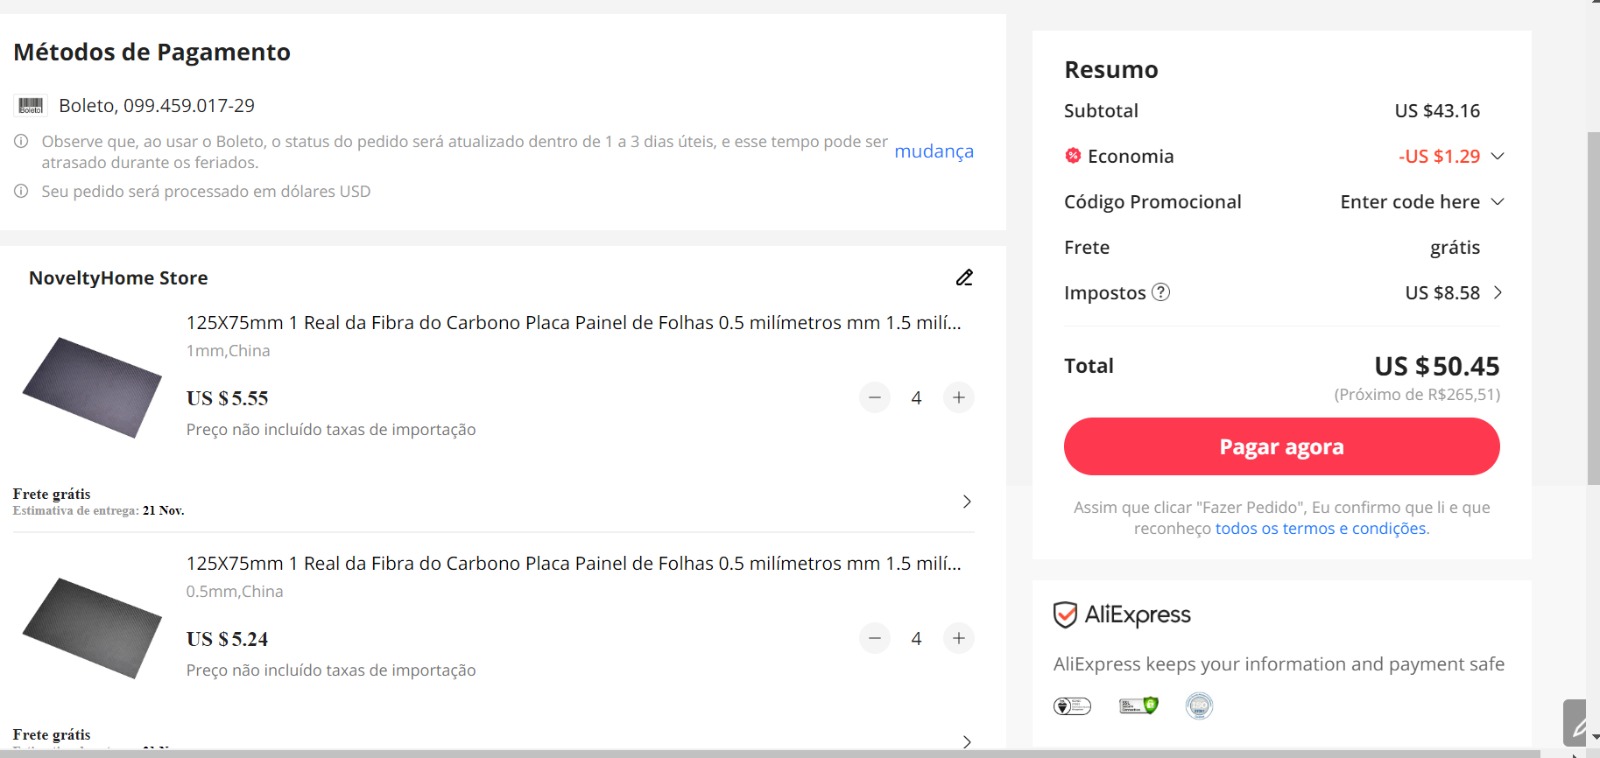 Métodos de Pagamento
Boleto, 099.459.017-29
Observe que, ao usar o Boleto, o status do pedido será atualizado dentro de 1 a 3 dias úteis, e esse tempo pode ser
atrasado durante os feriados.
mudança
Seu pedido será processado em dólares USD
NoveltyHome Store
125X75mm 1 Real da Fibra do Carbono Placa Painel de Folhas 0.5 milímetros mm 1.5 milí...
1mm,China
US $5.55
4
Preço não incluído taxas de importação
Frete grátis
Estimativa de entrega: 21 Nov.
125X75mm 1 Real da Fibra do Carbono Placa Painel de Folhas 0.5 milímetros mm 1.5 milí...
0.5mm,China
US $5.24
4
Preço não incluído taxas de importação
Frete grátis
Resumo
Subtotal US $43.16
Economia -US $1.29
Código Promocional Enter code here
Frete grátis
Impostos US $8.58
Total US $50.45
(Próximo de R$265,51)
Pagar agora
Assim que clicar "Fazer Pedido", Eu confirmo que li e que
reconheço todos os termos e condições.
AliExpress
AliExpress keeps your information and payment safe